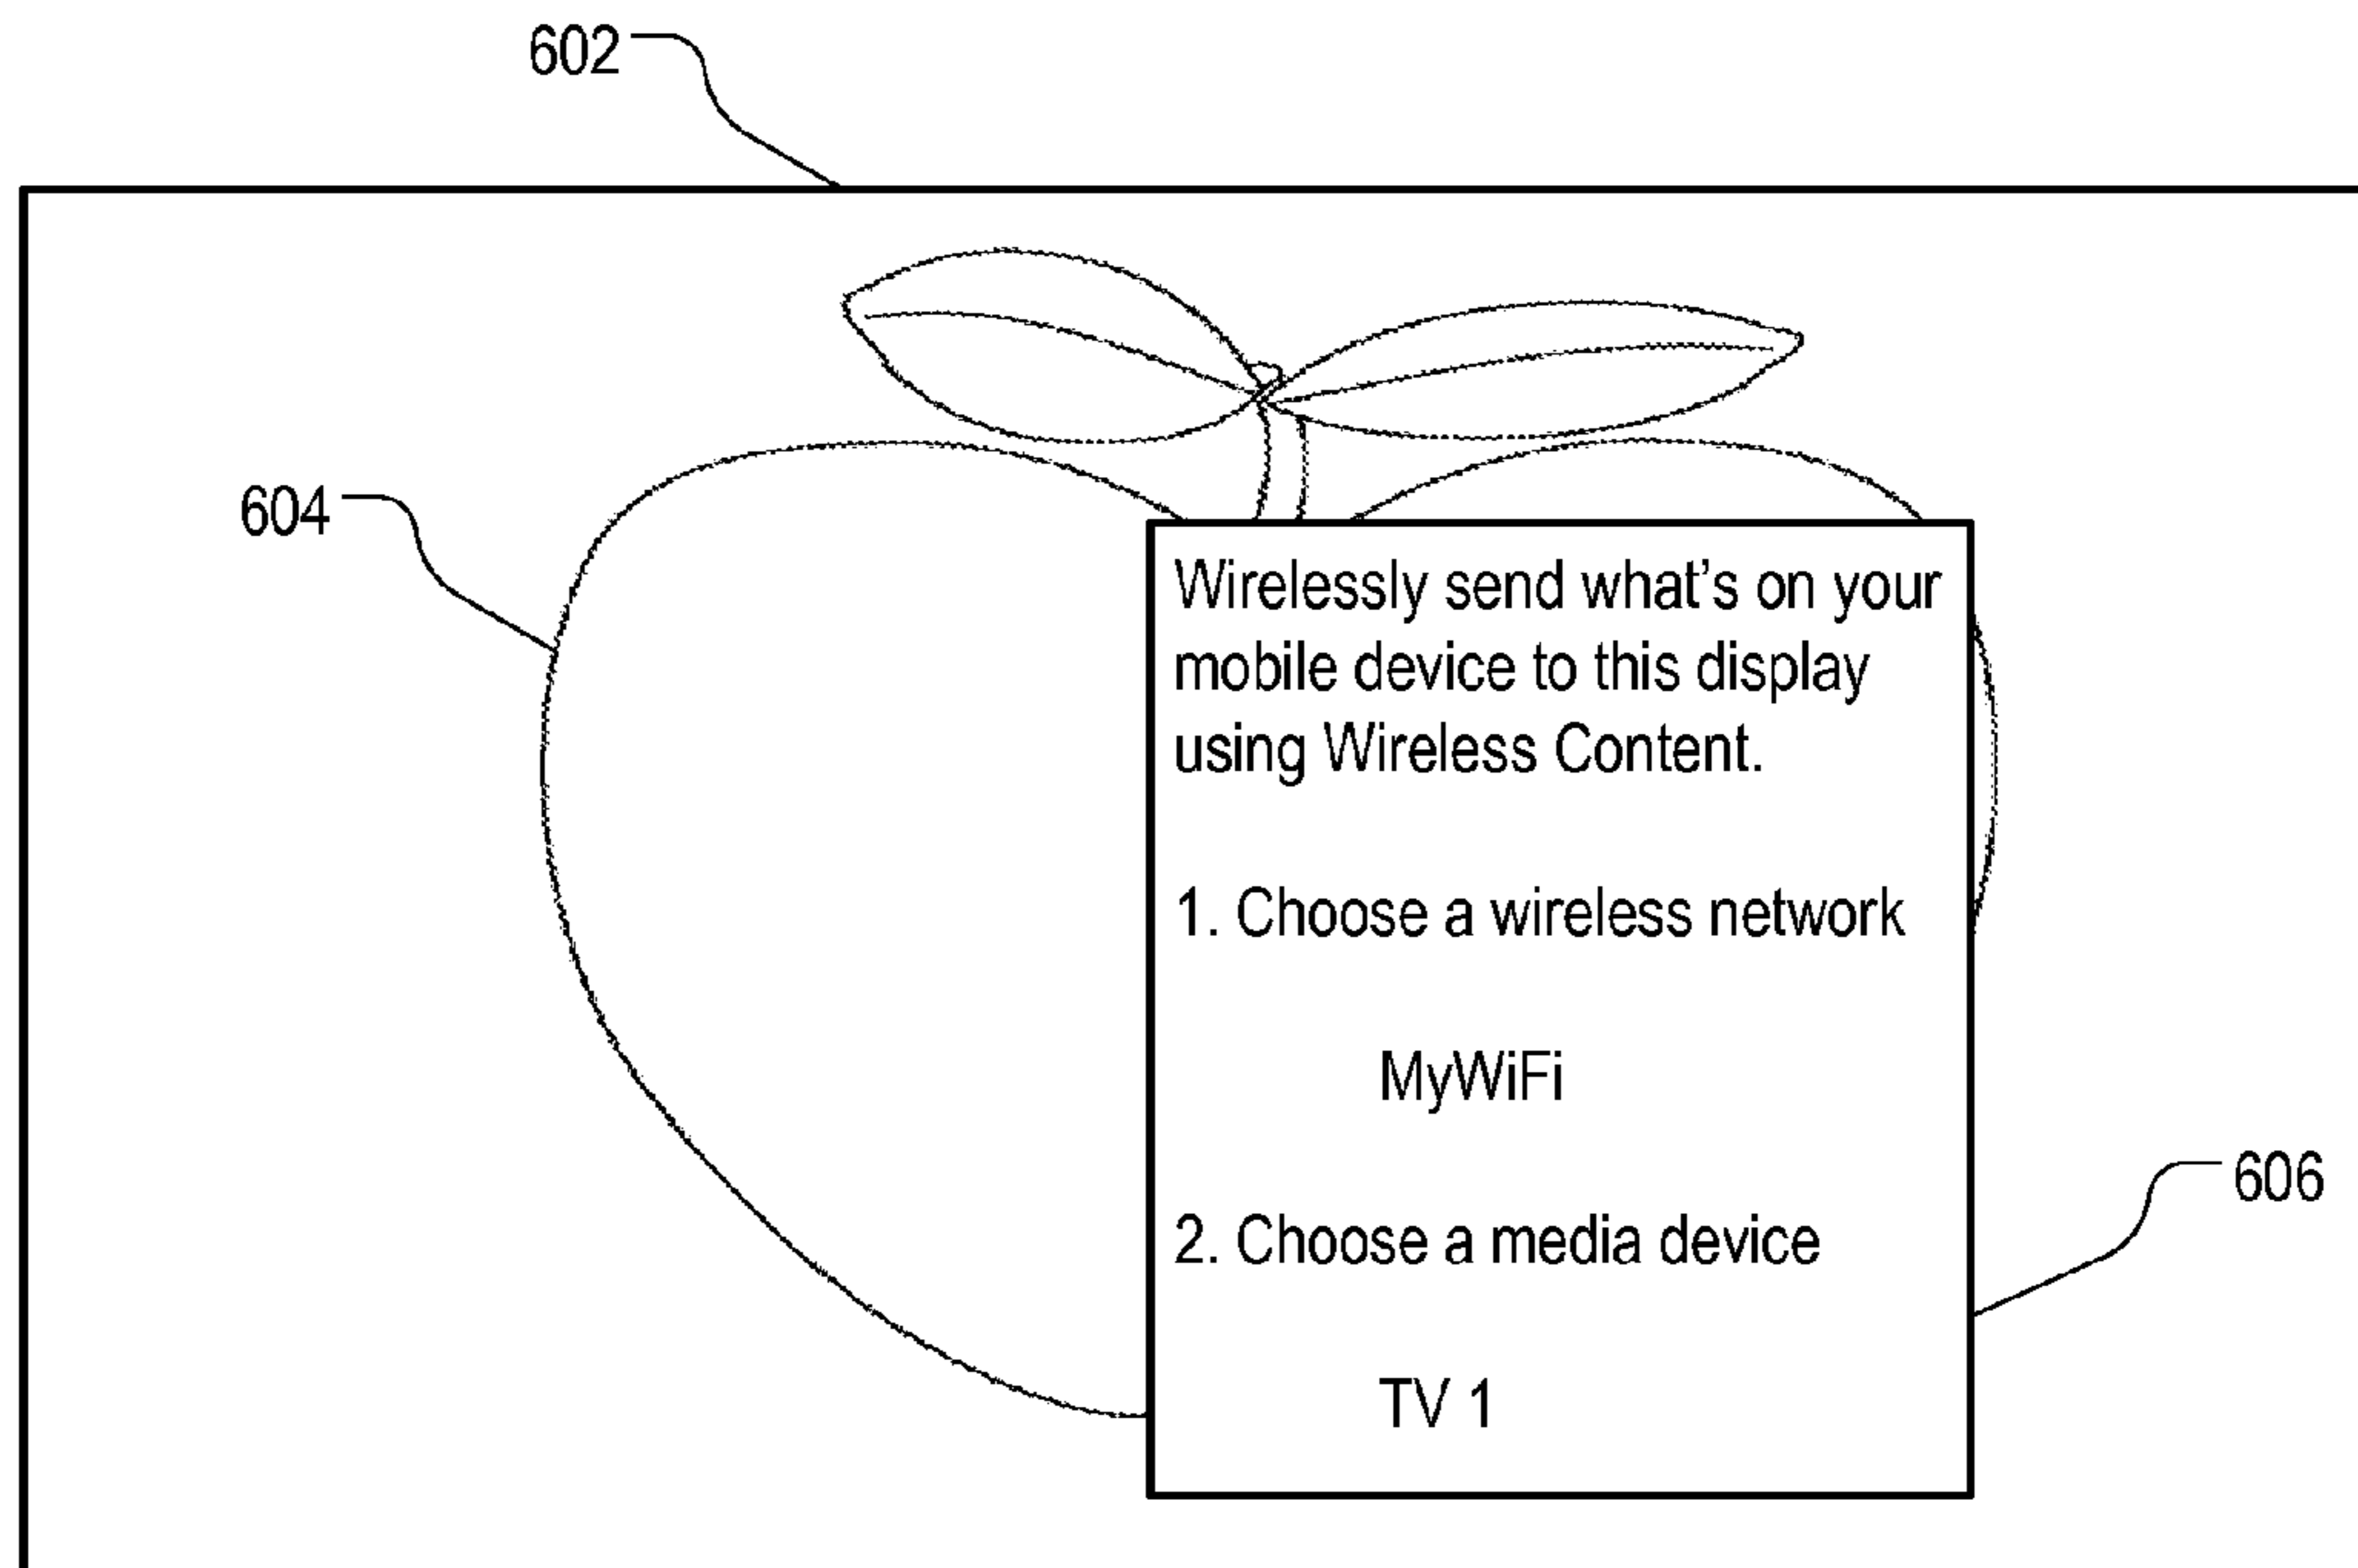 602
604
Wirelessly send what's on your
mobile device to this display
using Wireless Content.
1. Choose a wireless network
MyWiFi
606
2. Choose a media device
TV 1